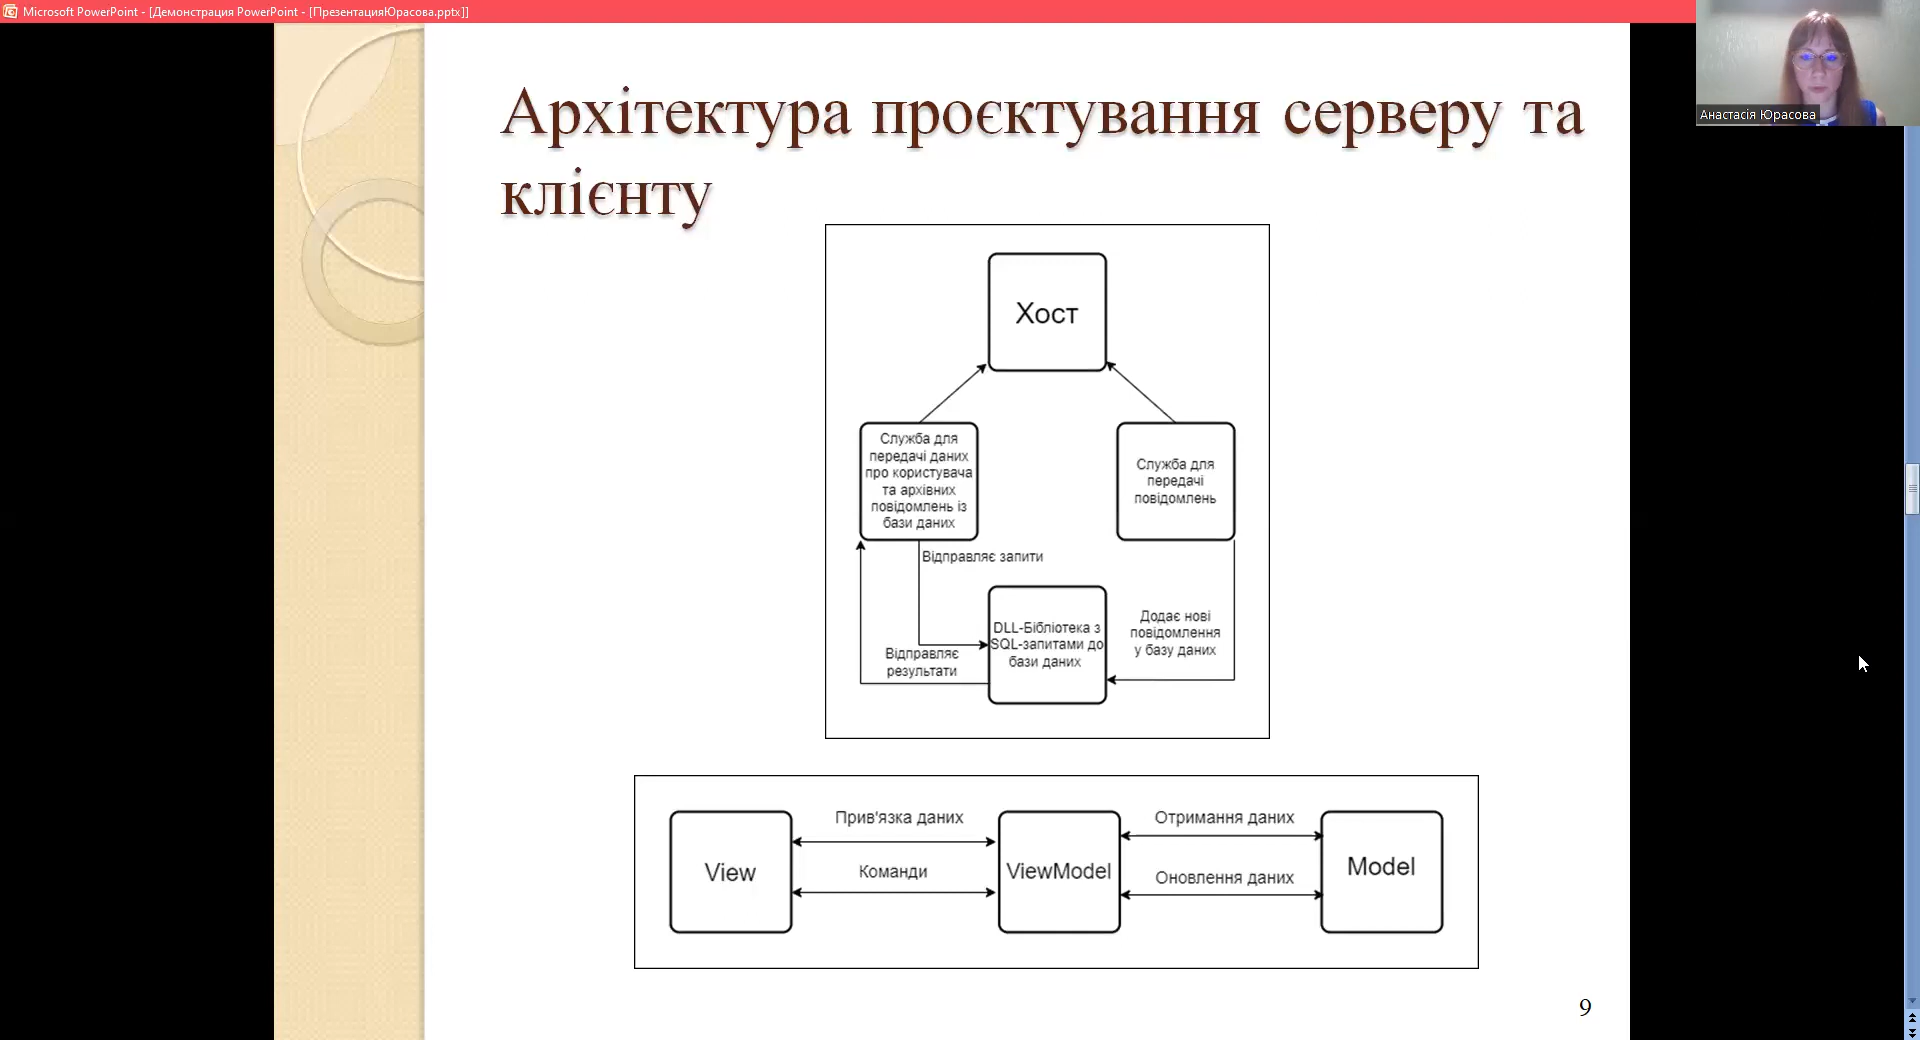 Microsoft PowerPoint - [Демонстрация PowerPoint - [ПрезентацияЮрасова.pptx]]
Анастасія Юрасова
Архітектура проєктування серверу та
клієнту
Хост
Служба для
передачі даних
про користувача
та архівних
повідомлень із
бази даних
Служба для
передачі
повідомлень
Відправляє запити
DLL-Бібліотека з
SQL-запитами до
бази даних
Додає нові
повідомлення
у базу даних
Відправляє
результати
View
Прив'язка даних
Команди
ViewModel
Отримання даних
Оновлення даних
Model
9